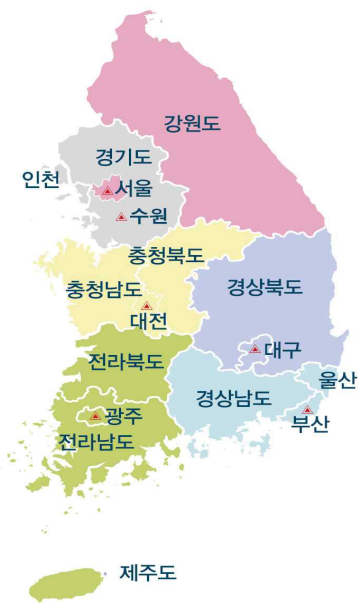 강원도
경기도
인천
서울
수원
충청북도
충청남도
경상북도
대전
대구
전라북도
울산
경상남도
광주
부산
전라남도
제주도